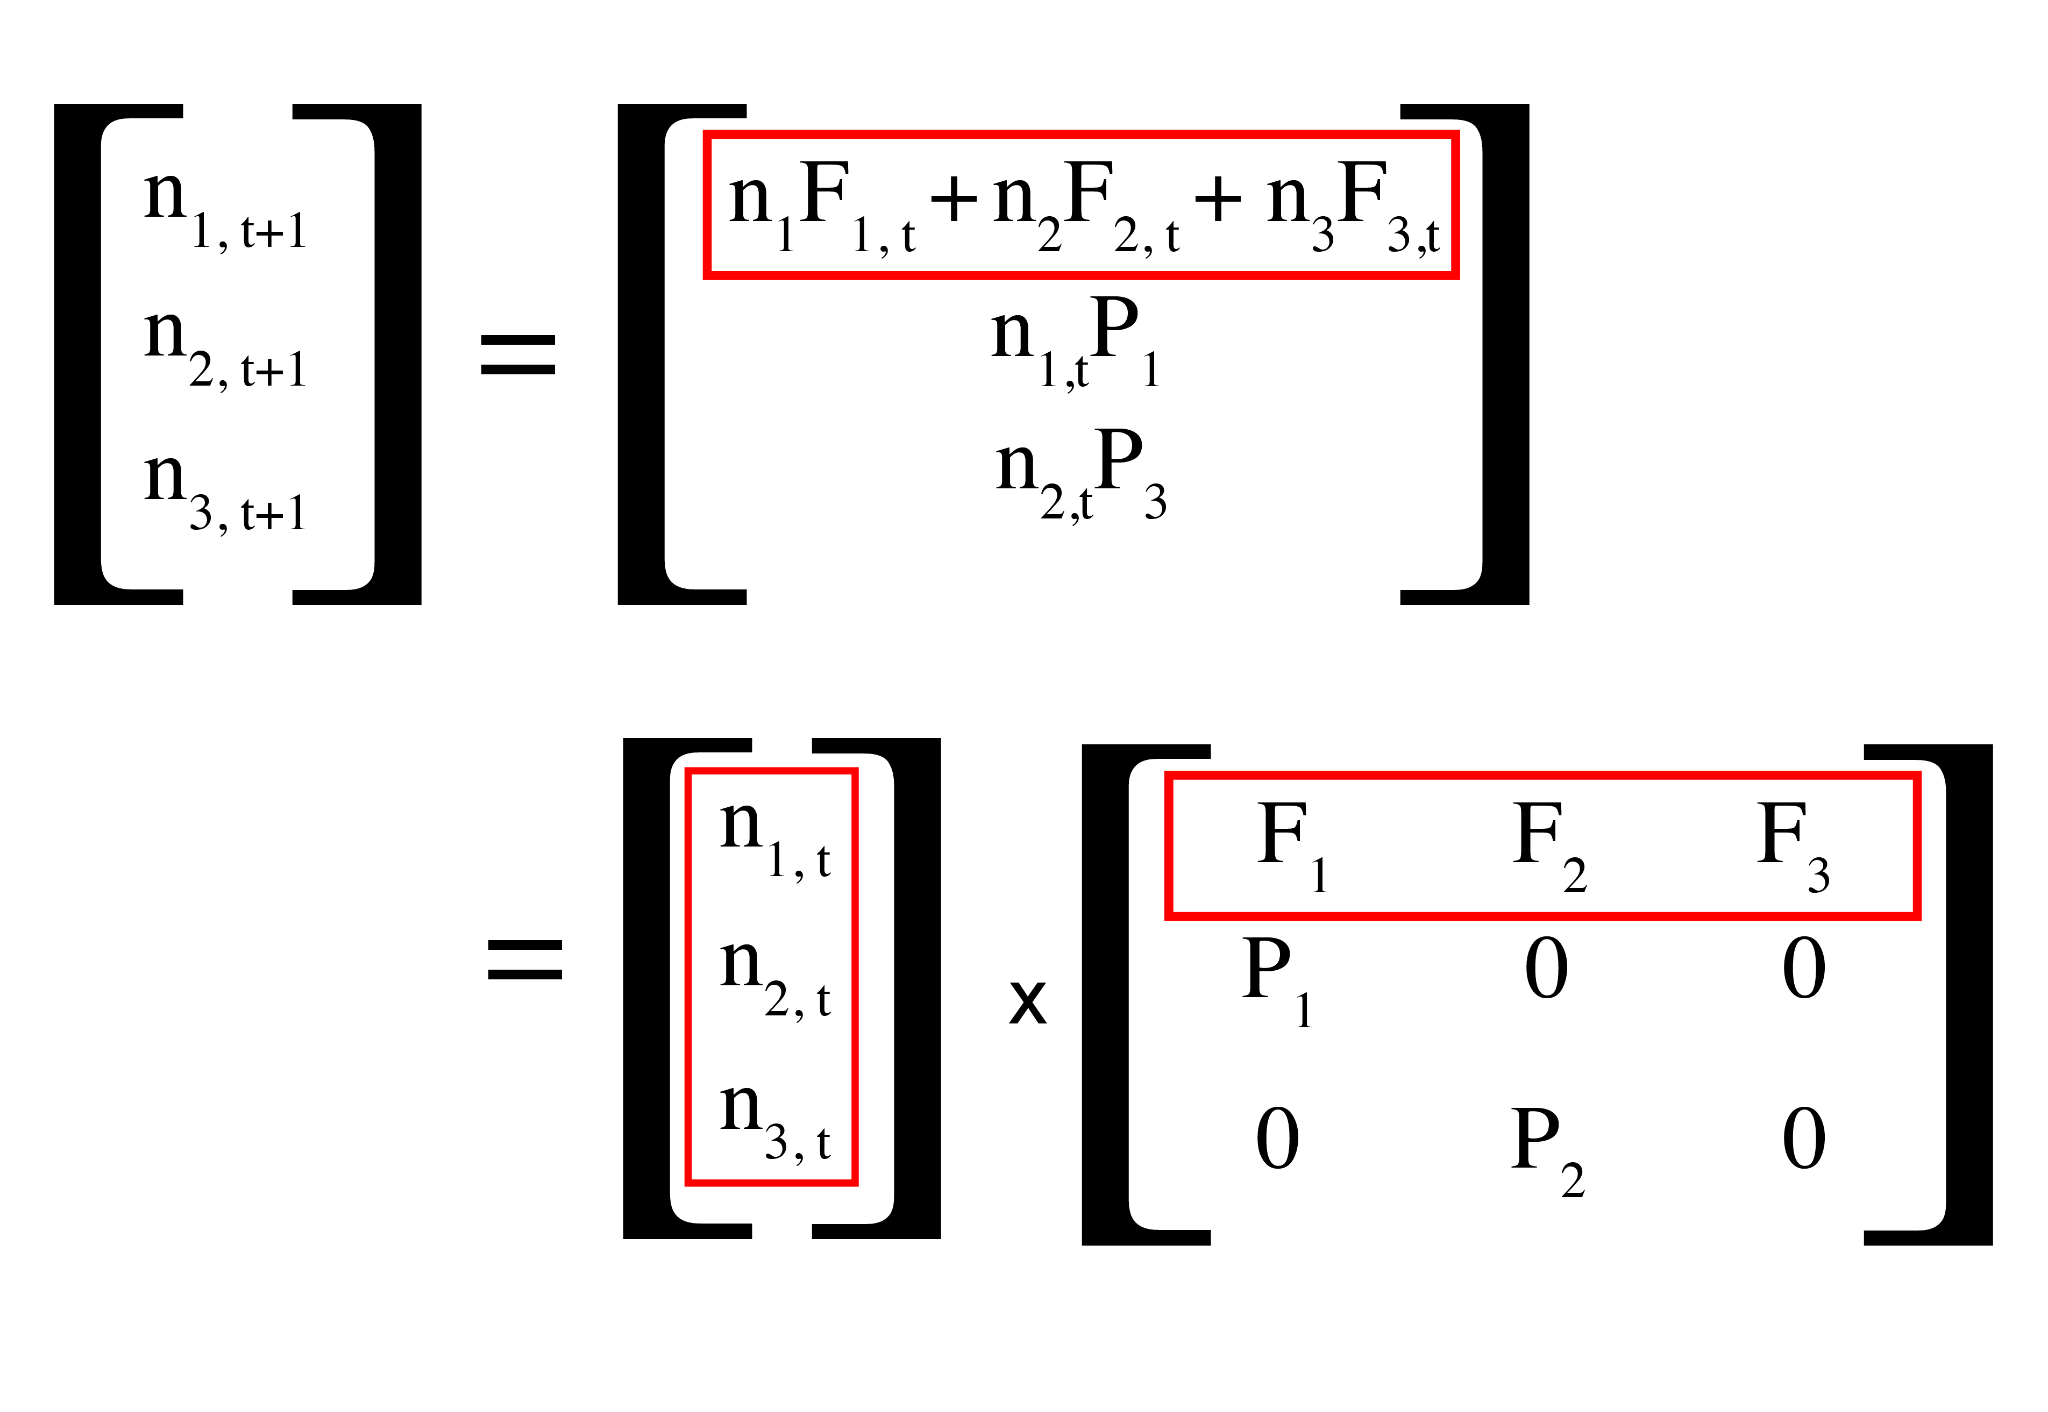 n1, t+1 = n1F1, t + n2F2, t + n3F3,t
n2, t+1 n1,tP1
n3, t+1 n2,tP3
= n1, t x F1 F2 F3
n2, t P1 0 0
n3, t 0 P2 0